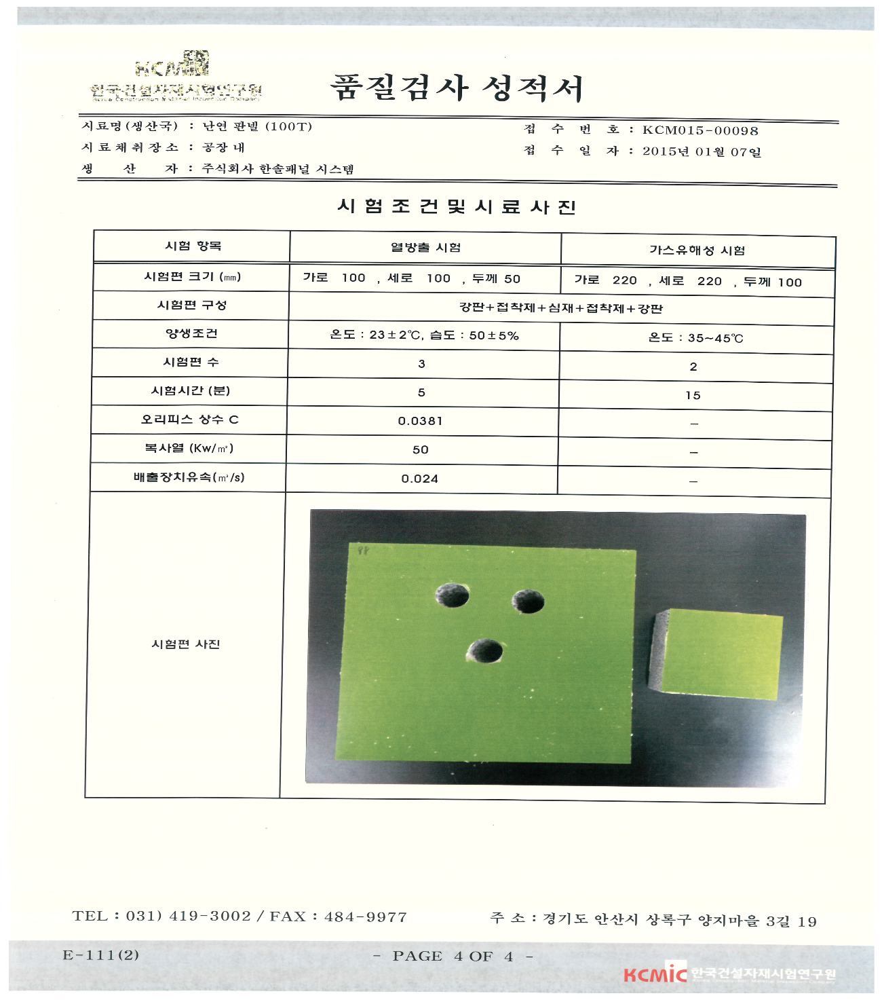 KCMIC
한국건설자재시험연구원
Korea Construction Material Inspection Company
품질검사 성적서
시료명(생산국) : 난연 판넬 (100T)
접 수 번 호 : KCM015-00098
시료채취장소 : 공장 내
접 수 일 자 : 2015년 01월 07일
생 산 자 : 주식회사 한솔패널 시스템
시험조건및시료사진
시험 항목 열방출 시험 가스유해성 시험
시험편 크기 (㎜) 가로 100 , 세로 100 , 두께 50 가로 220 , 세로 220 , 두께 100
시험편 구성 강판+접착제+심재+접착제+강판
양생조건 온도 : 23±2℃, 습도 : 50±5% 온도 : 35~45℃
시험편 수 3 2
시험시간 (분) 5 15
오리피스 상수 C 0.0381 –
복사열 (Kw/㎡) 50 –
배출장치유속(㎥/s) 0.024 –
시험편 사진
98
TEL : 031) 419-3002 / FAX : 484-9977
주 소 : 경기도 안산시 상록구 양지마을 3길 19
E-111(2)
- PAGE 4 OF 4 -
KCMIC 한국건설자재시험연구원